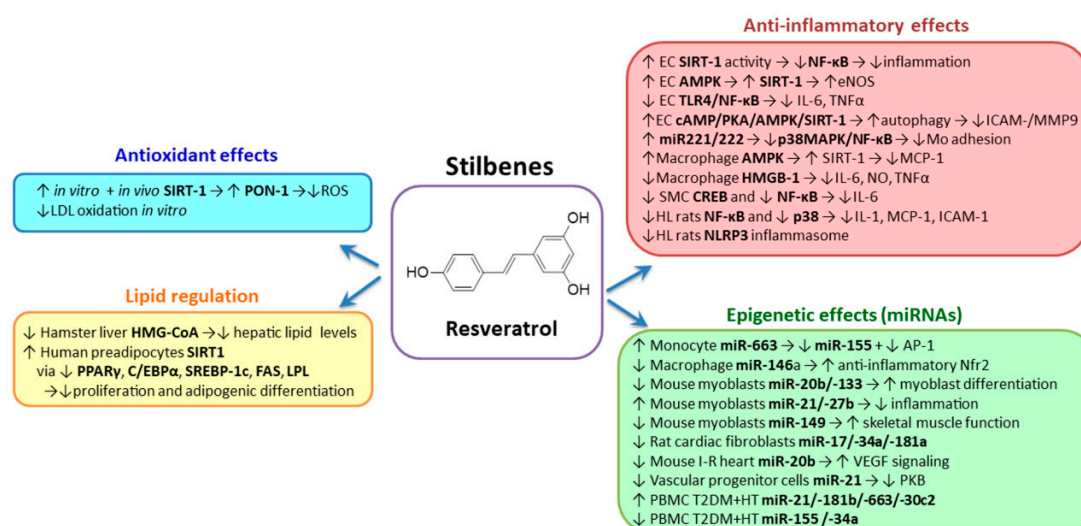 Anti-inflammatory effects
↑ EC SIRT-1 activity → ↓NF-κB → ↓inflammation
↑ EC AMPK → ↑ SIRT-1 → ↑eNOS
↓ EC TLR4/NF-κB → ↓ IL-6, TNFα
↑EC cAMP/PKA/AMPK/SIRT-1 → ↑autophagy → ↓ICAM-/MMP9
↑ miR221/222 → ↓p38MAPK/NF-κB → ↓Mo adhesion
↑Macrophage AMPK → ↑ SIRT-1 → ↓MCP-1
↓Macrophage HMGB-1 → ↓IL-6, NO, TNFα
↓ SMC CREB and ↓ NF-κB → ↓IL-6
↓HL rats NF-κB and ↓ p38 → ↓IL-1, MCP-1, ICAM-1
↓HL rats NLRP3 inflammasome
Antioxidant effects
↑ in vitro + in vivo SIRT-1 → ↑ PON-1 →↓ROS
↓LDL oxidation in vitro
Stilbenes
HO
OH
OH
Resveratrol
Lipid regulation
↓ Hamster liver HMG-CoA →↓ hepatic lipid levels
↑ Human preadipocytes SIRT1
via ↓ PPARγ, C/EBPα, SREBP-1c, FAS, LPL
→↓proliferation and adipogenic differentiation
Epigenetic effects (miRNAs)
↑ Monocyte miR-663 → ↓ miR-155 + ↓ AP-1
↓ Macrophage miR-146a → ↑ anti-inflammatory Nfr2
↓ Mouse myoblasts miR-20b/-133 → ↑ myoblast differentiation
↑ Mouse myoblasts miR-21/-27b → ↓ inflammation
↓ Mouse myoblasts miR-149 → ↑ skeletal muscle function
↓ Rat cardiac fibroblasts miR-17/-34a/-181a
↓ Mouse I-R heart miR-20b → ↑ VEGF signaling
↓ Vascular progenitor cells miR-21 → ↓ PKB
↑ PBMC T2DM+HT miR-21/-181b/-663/-30c2
↓ PBMC T2DM+HT miR-155 /-34a